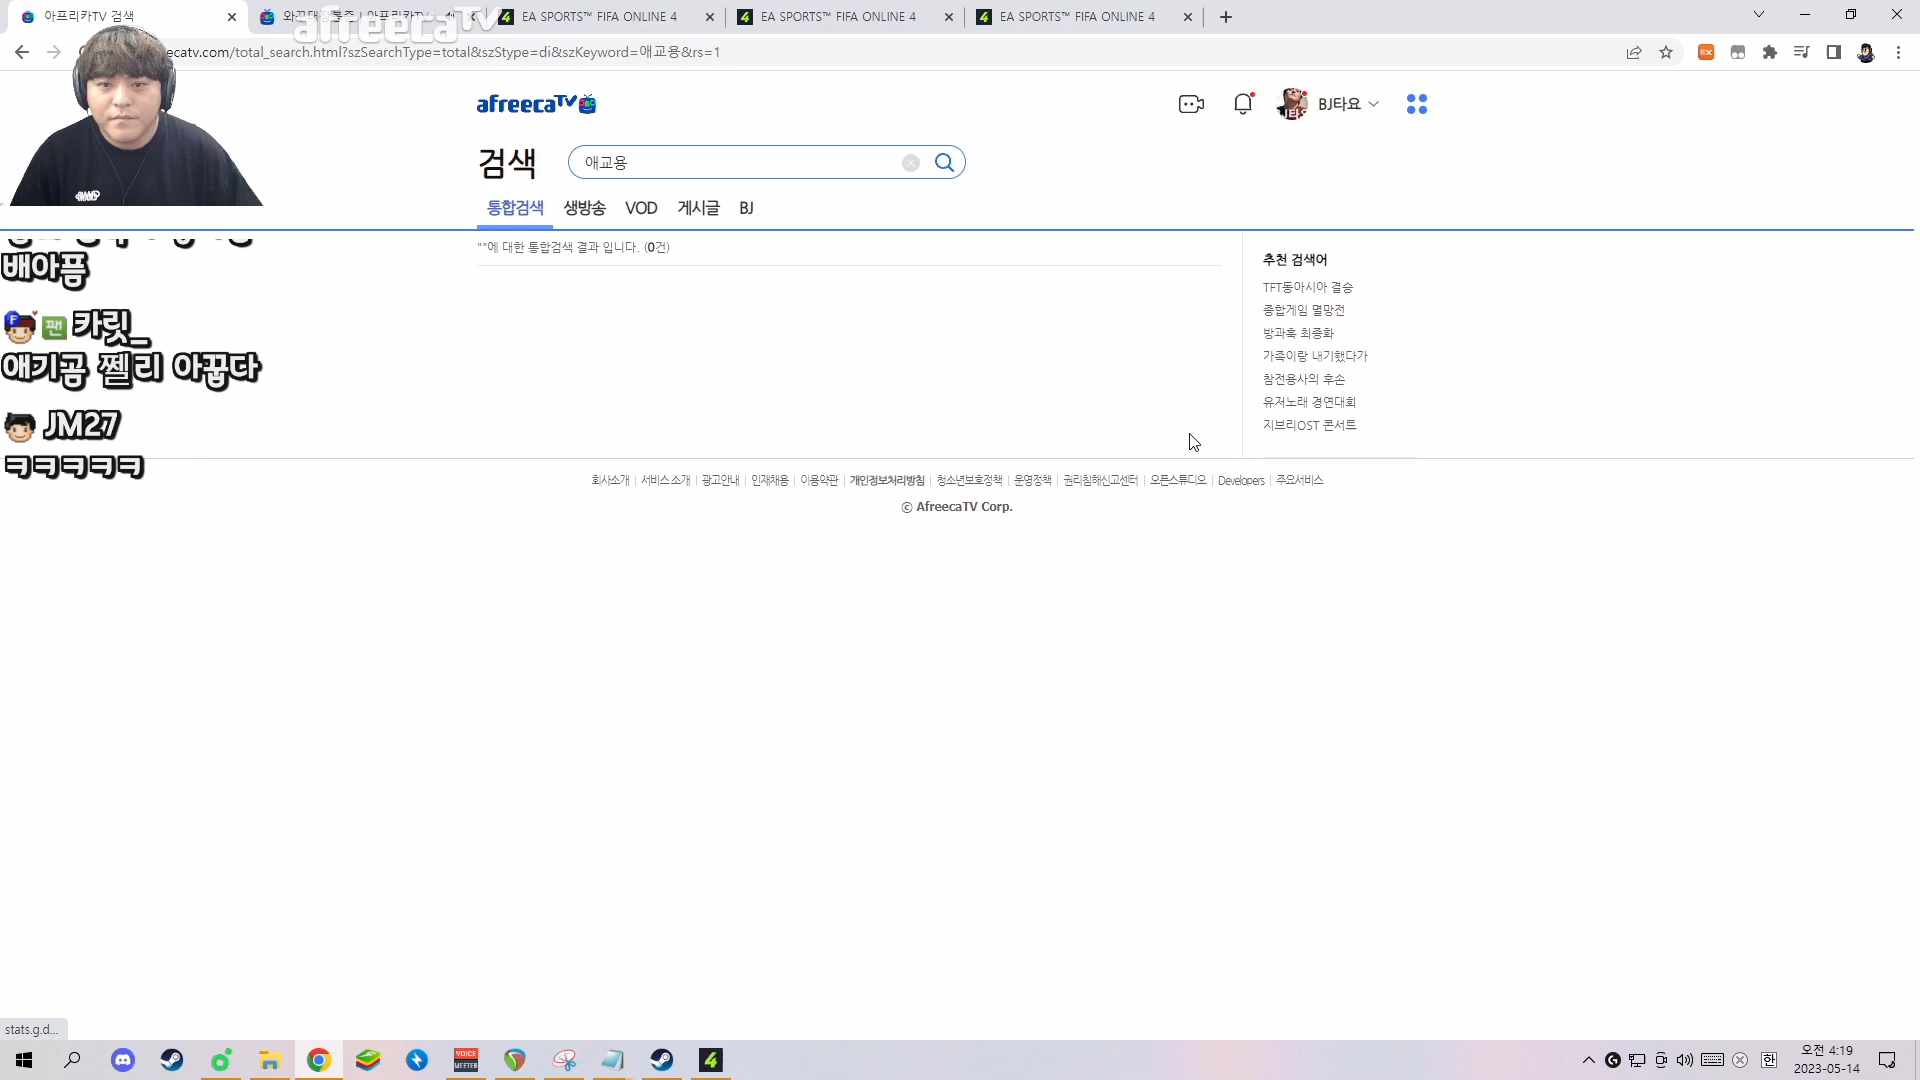 아프리카TV 검색
afreecaTV
EA SPORTS™ FIFA ONLINE 4
EA SPORTS™ FIFA ONLINE 4
EA SPORTS™ FIFA ONLINE 4
ecatv.com/total_search.html?szSearchType=total&szStype=di&szKeyword=애교용&rs=1
afreecaTV
BJ타요
검색
애교용
통합검색
생방송
VOD
게시글
BJ
""에 대한 통합검색 결과 입니다. (0건)
추천 검색어
TFT동아시아 결승
종합게임 멸망전
방과훅 최종화
가족이랑 내기했다가
참전용사의 후손
유저노래 경연대회
지브리OST 콘서트
배아픔
팬 카릿_
애기곰 쩰리 아꿉다
JM27
ㅋㅋㅋㅋㅋ
회사소개 | 서비스 소개 | 광고안내 | 인재채용 | 이용약관 | 개인정보처리방침 | 청소년보호정책 | 운영정책 | 권리침해신고센터 | 오픈스튜디오 | Developers | 주요서비스
ⓒ AfreecaTV Corp.
stats.g.d...
VOICE
MEETER
한
오전 4:19
2023-05-14